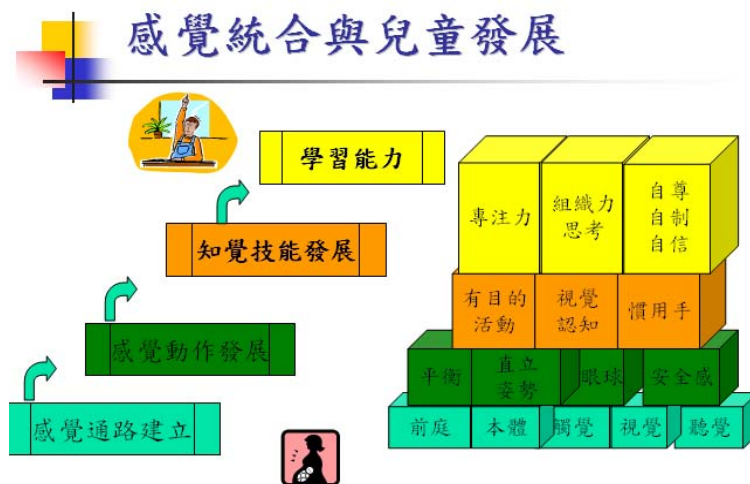 感覺統合與兒童發展
學習能力
知覺技能發展
感覺動作發展
感覺通路建立
專注力
組織力
思考
自尊
自制
自信
有目的
活動
視覺
認知
慣用手
平衡
直立
姿勢
眼球
安全感
前庭
本體
觸覺
視覺
聽覺